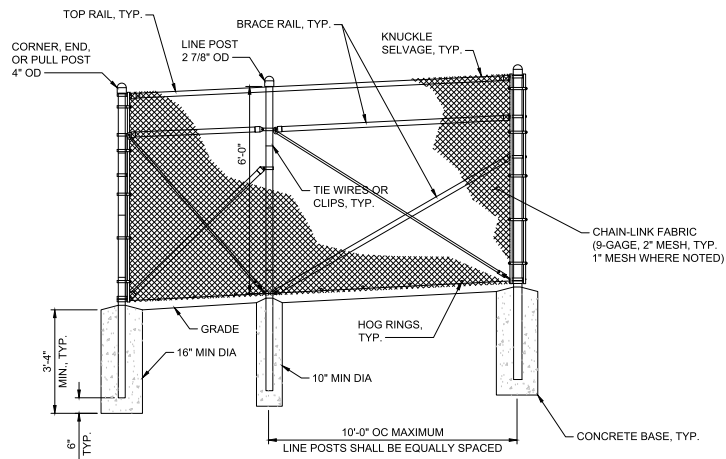 TOP RAIL, TYP.
BRACE RAIL, TYP.
CORNER, END,
OR PULL POST
4" OD
LINE POST
2 7/8" OD
KNUCKLE
SELVAGE, TYP.
6'-0"
TIE WIRES OR
CLIPS, TYP.
CHAIN-LINK FABRIC
(9-GAGE, 2" MESH, TYP.
1" MESH WHERE NOTED)
GRADE
HOG RINGS,
TYP.
3'-4"
MIN., TYP.
16" MIN DIA
10" MIN DIA
6"
TYP.
10'-0" OC MAXIMUM
LINE POSTS SHALL BE EQUALLY SPACED
CONCRETE BASE, TYP.